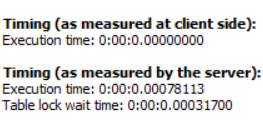 Timing (as measured at client side):
Execution time: 0:00:0.00000000
Timing (as measured by the server):
Execution time: 0:00:0.00078113
Table lock wait time: 0:00:0.00031700